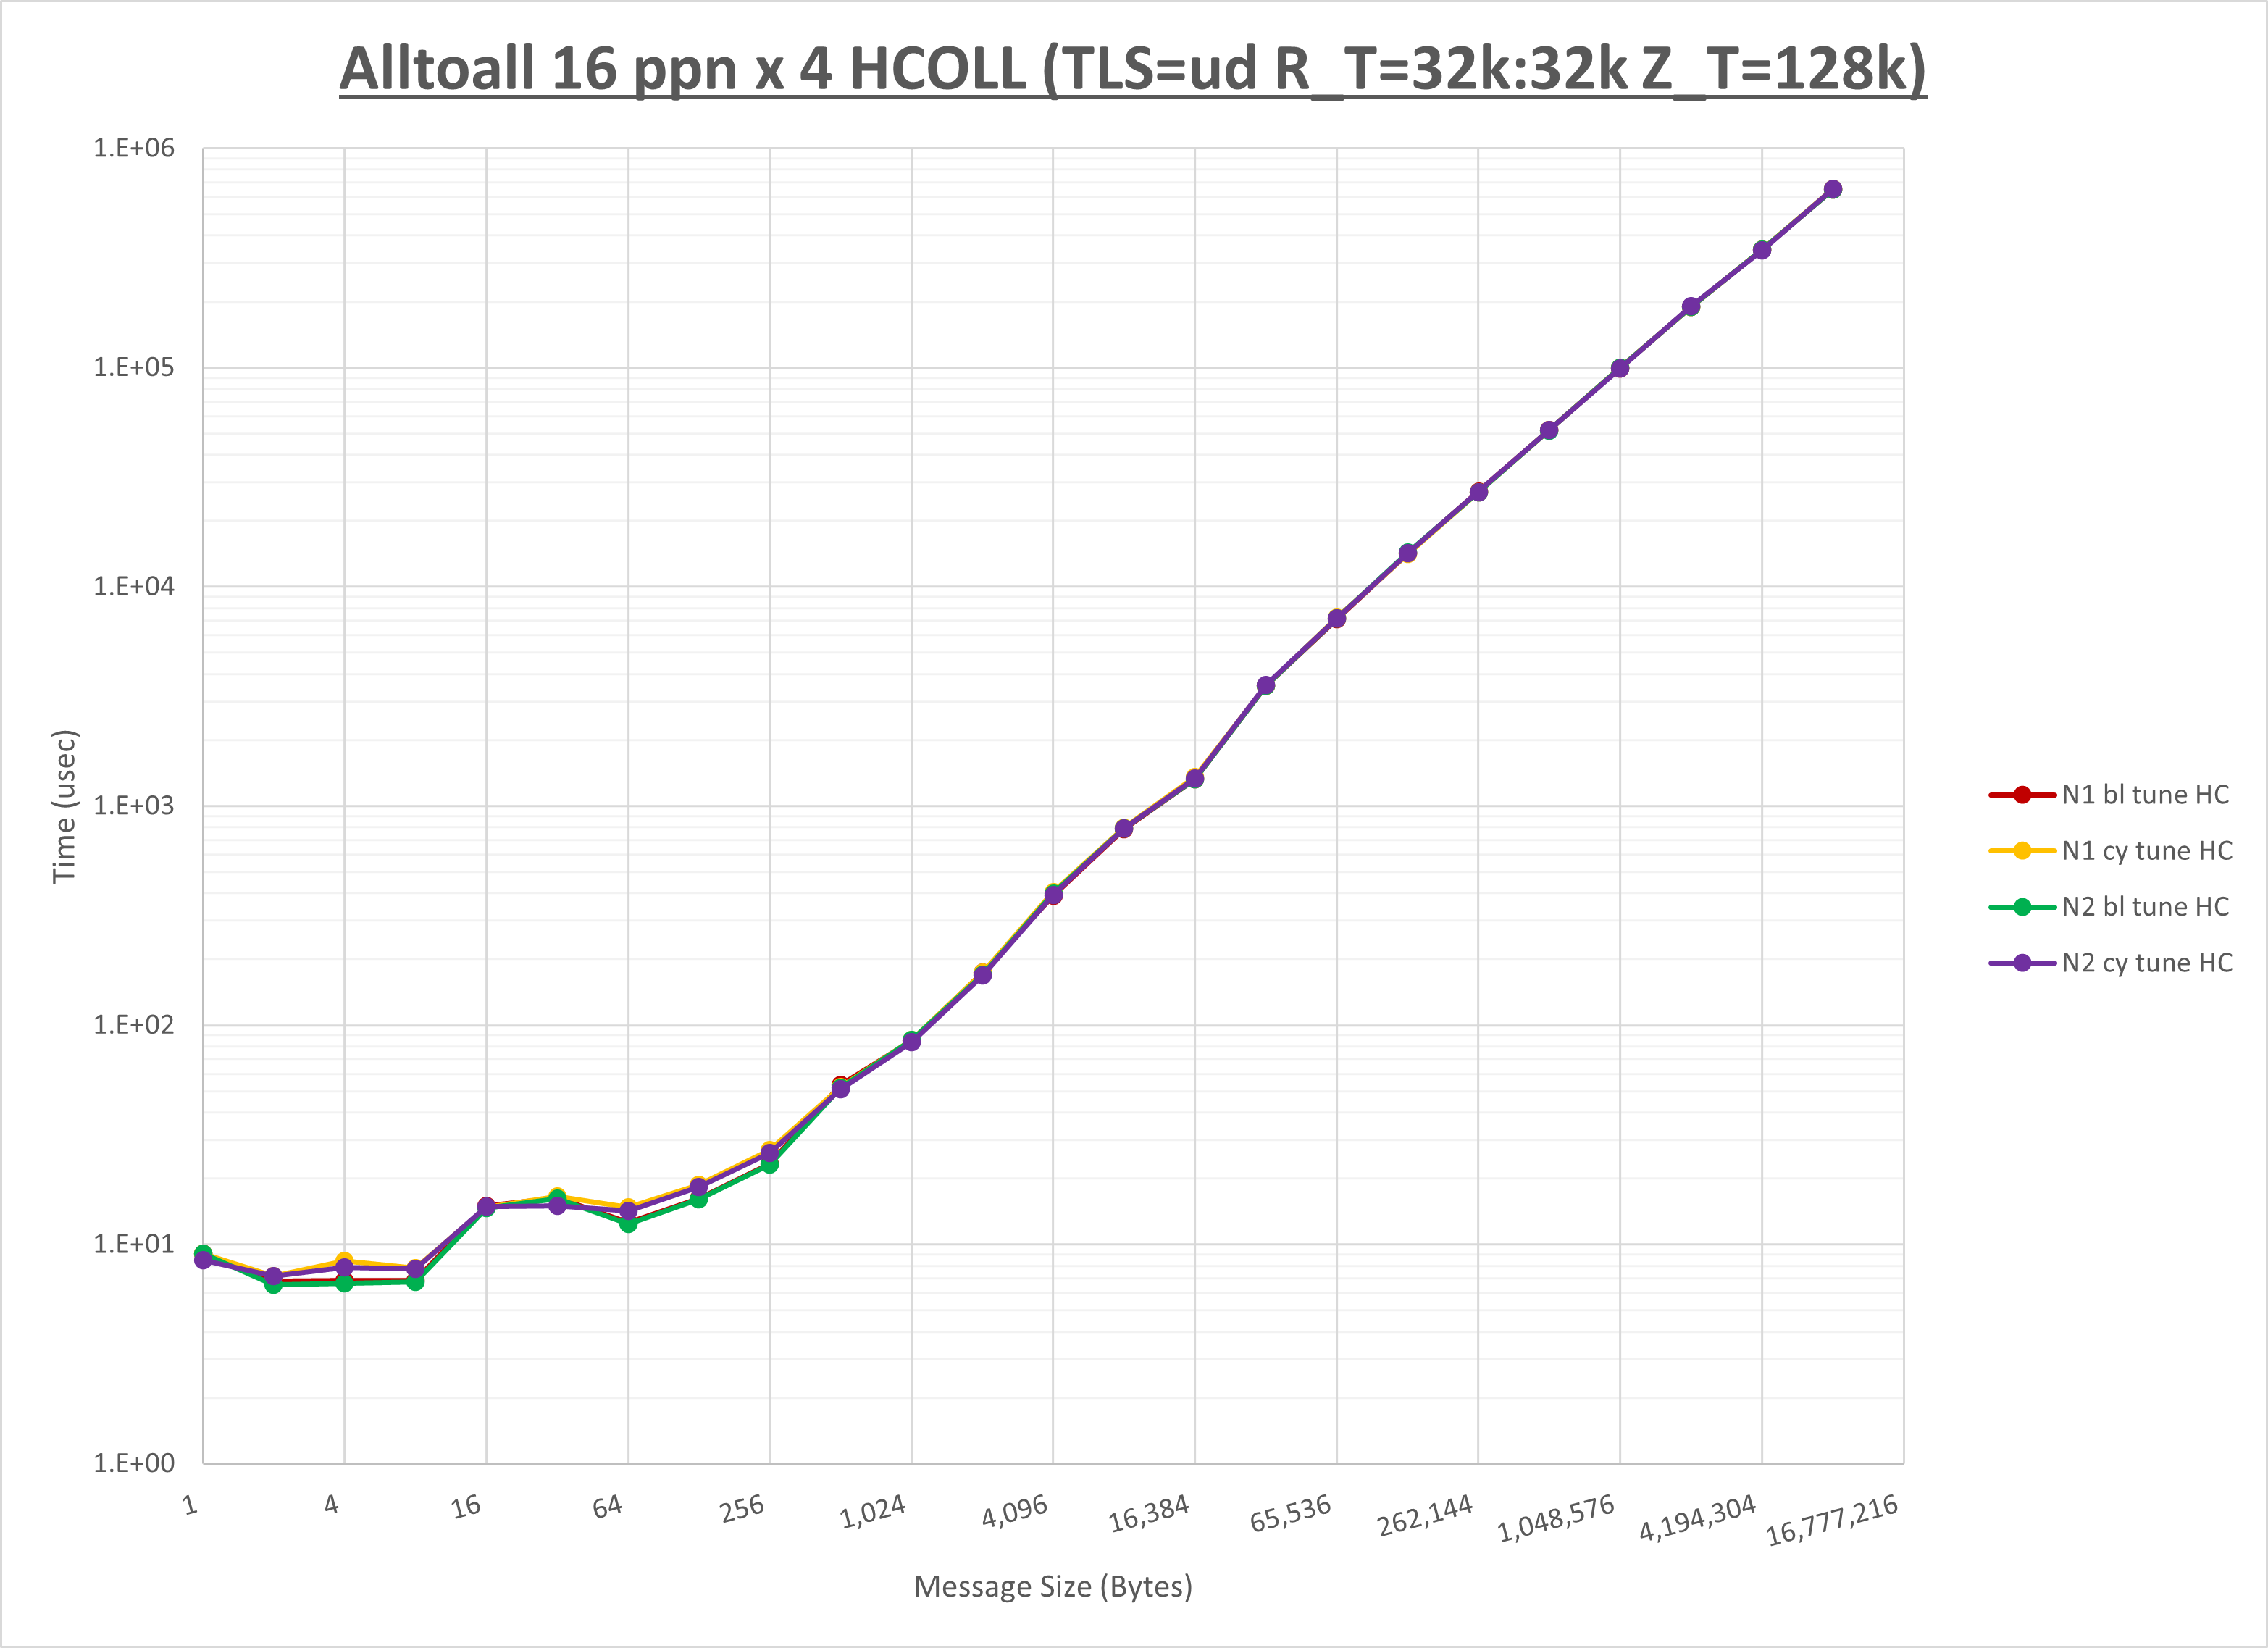 Alltoall 16 ppn x 4 HCOLL (TLS=ud R_T=32k:32k Z_T=128k)
1.E+06
1.E+05
1.E+04
1.E+03
1.E+02
1.E+01
1.E+00
Time (usec)
1
4
16
64
256
1,024
4,096
16,384
65,536
262,144
1,048,576
4,194,304
16,777,216
Message Size (Bytes)
N1 bl tune HC
N1 cy tune HC
N2 bl tune HC
N2 cy tune HC